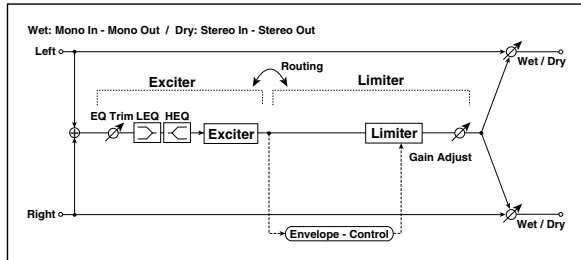 Wet: Mono In - Mono Out / Dry: Stereo In - Stereo Out
Left
Wet / Dry
Routing
Exciter
Limiter
EQ Trim LEQ HEQ
Exciter
Limiter
Gain Adjust
Right
Wet / Dry
Envelope - Control